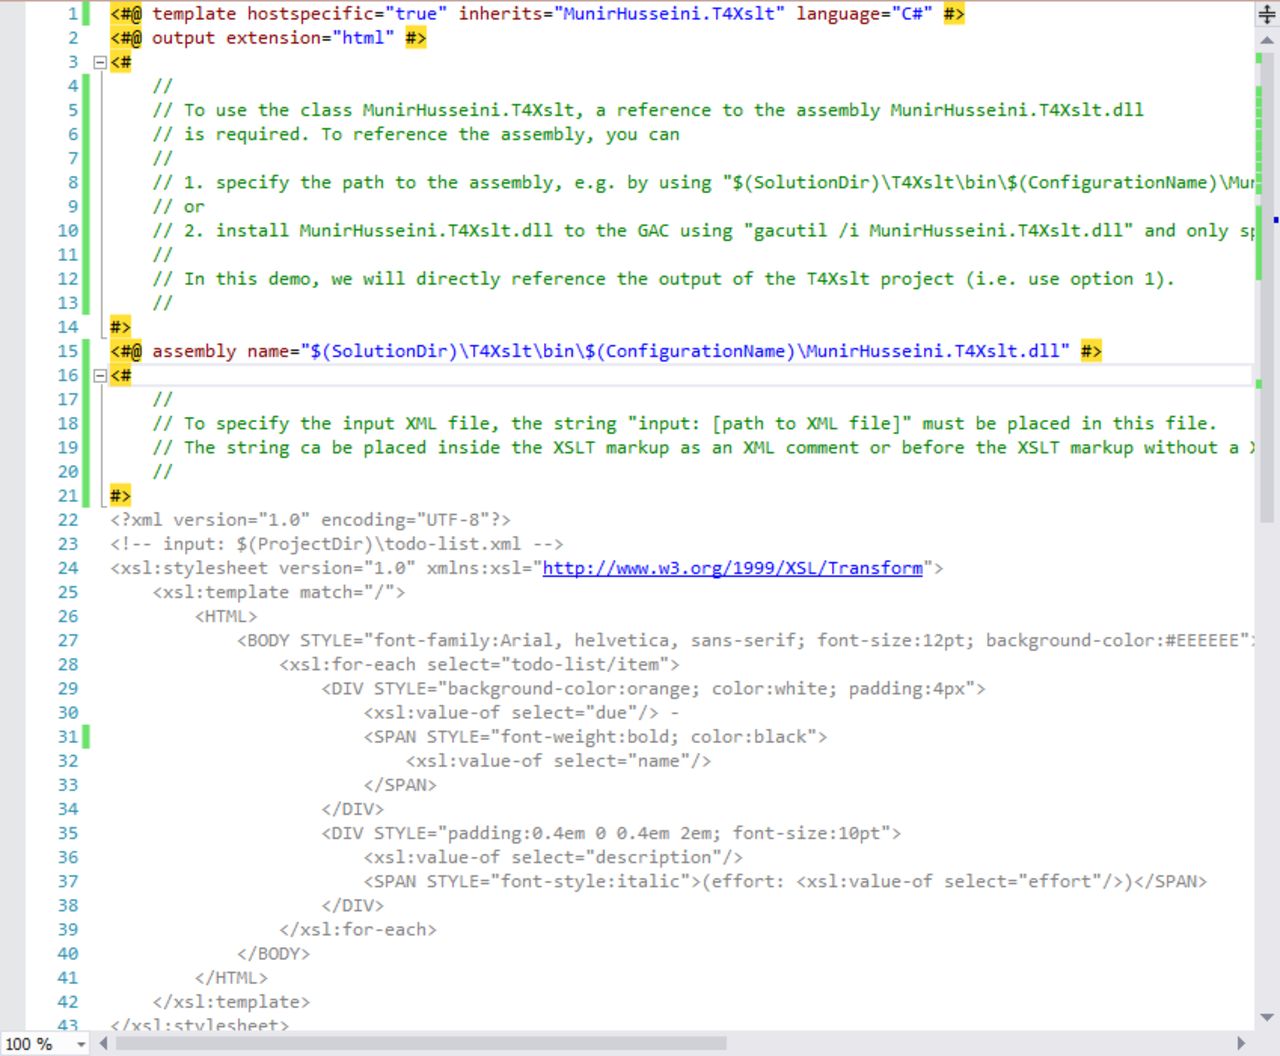 1 <#@ template hostspecific="true" inherits="MunirHusseini.T4Xslt" language="C#" #>
2 <#@ output extension="html" #>
3 <#
4 //
5 // To use the class MunirHusseini.T4Xslt, a reference to the assembly MunirHusseini.T4Xslt.dll
6 // is required. To reference the assembly, you can
7 //
8 // 1. specify the path to the assembly, e.g. by using "$(SolutionDir)\T4Xslt\bin\$(ConfigurationName)\Mu
9 // or
10 // 2. install MunirHusseini.T4Xslt.dll to the GAC using "gacutil /i MunirHusseini.T4Xslt.dll" and only
11 //
12 // In this demo, we will directly reference the output of the T4Xslt project (i.e. use option 1).
13 //
14 #>
15 <#@ assembly name="$(SolutionDir)\T4Xslt\bin\$(ConfigurationName)\MunirHusseini.T4Xslt.dll" #>
16 <#
17 //
18 // To specify the input XML file, the string "input: [path to XML file]" must be placed in this file.
19 // The string ca be placed inside the XSLT markup as an XML comment or before the XSLT markup without a
20 //
21 #>
22 <?xml version="1.0" encoding="UTF-8"?>
23 <!-- input: $(ProjectDir)\todo-list.xml -->
24 <xsl:stylesheet version="1.0" xmlns:xsl="http://www.w3.org/1999/XSL/Transform">
25 <xsl:template match="/">
26 <HTML>
27 <BODY STYLE="font-family:Arial, helvetica, sans-serif; font-size:12pt; background-color:#EEEEEE">
28 <xsl:for-each select="todo-list/item">
29 <DIV STYLE="background-color:orange; color:white; padding:4px">
30 <xsl:value-of select="due"/> -
31 <SPAN STYLE="font-weight:bold; color:black">
32 <xsl:value-of select="name"/>
33 </SPAN>
34 </DIV>
35 <DIV STYLE="padding:0.4em 0 0.4em 2em; font-size:10pt">
36 <xsl:value-of select="description"/>
37 <SPAN STYLE="font-style:italic">(effort: <xsl:value-of select="effort"/>)</SPAN>
38 </DIV>
39 </xsl:for-each>
40 </BODY>
41 </HTML>
42 </xsl:template>
43 </xsl:stylesheet>
100 %